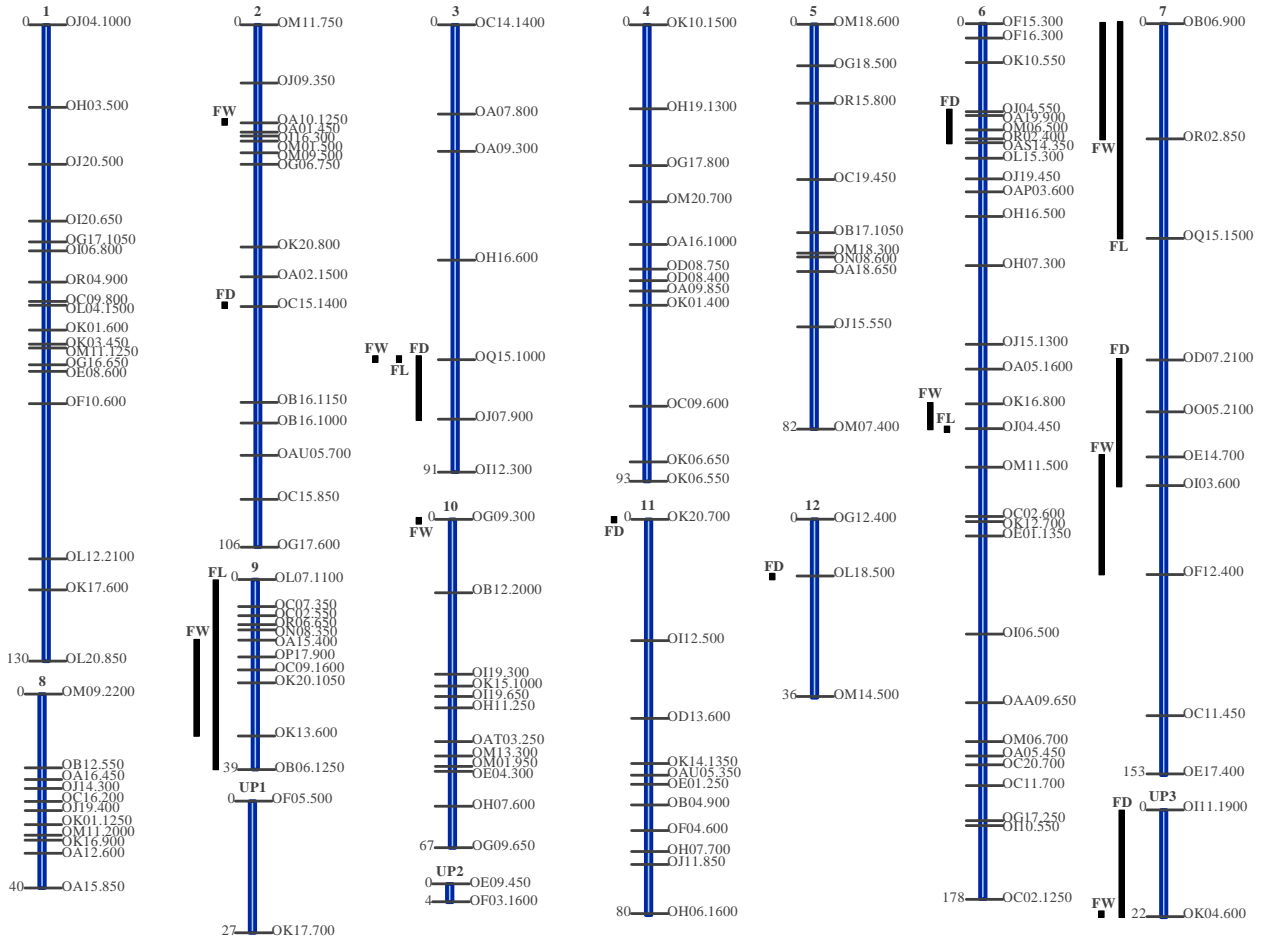 1
0 OJ04.1000
OH03.500
OJ20.500
OI20.650
OG17.1050
OI06.800
OR04.900
OC09.800
OL04.1500
OK01.600
OK03.450
OM11.1250
OG16.650
OE08.600
OF10.600
OL12.2100
OK17.600
130 OL20.850
2
0 OM11.750
OJ09.350
FW
OA10.1250
OA01.450
OJ16.300
OM01.500
OM09.500
OG06.750
OK20.800
OA02.1500
FD
OC15.1400
OB16.1150
OB16.1000
OAU05.700
OC15.850
106 OG17.600
3
0 OC14.1400
OA07.800
OA09.300
OH16.600
FW FD
FL
OQ15.1000
OJ07.900
91 OI12.300
4
0 OK10.1500
OH19.1300
OG17.800
OM20.700
OA16.1000
OD08.750
OD08.400
OA09.850
OK01.400
OC09.600
OK06.650
93 OK06.550
5
0 OM18.600
OG18.500
OR15.800
OC19.450
OB17.1050
OM18.300
ON08.600
OA18.650
OJ15.550
82 OM07.400
6
0 OF15.300
OF16.300
OK10.550
FD
OJ04.550
OA19.900
OM06.500
OR02.400
OAS14.350
OL15.300
OJ19.450
OAP03.600
OH16.500
OH07.300
OJ15.1300
OA05.1600
FW
OK16.800
FL
OJ04.450
OM11.500
OC02.600
OK12.700
OE01.1350
OI06.500
OAA09.650
OM06.700
OA05.450
OC20.700
OC11.700
OG17.250
OI10.550
178 OC02.1250
7
0 OB06.900
OR02.850
FW
OQ15.1500
FL
FD
OD07.2100
OO05.2100
FW
OE14.700
OI03.600
OF12.400
OC11.450
153 OE17.400
8
0 OM09.2200
OB12.550
OA16.450
OJ14.300
OC16.200
OJ19.400
OK01.1250
OM11.2000
OK16.900
OA12.600
40 OA15.850
9
FL
0 OL07.1100
OC07.350
OC02.550
OR06.650
ON08.350
FW
OA15.400
OP17.900
OC09.1600
OK20.1050
OK13.600
39 OB06.1250
10
0 OG09.300
FW
OB12.2000
OI19.300
OK15.1000
OI19.650
OH11.250
OAT03.250
OM13.300
OM01.950
OE04.300
OH07.600
67 OG09.650
11
0 OK20.700
FD
OI12.500
OD13.600
OK14.1350
OAU05.350
OE01.250
OB04.900
OF04.600
OH07.700
OJ11.850
80 OH06.1600
12
0 OG12.400
FD
OL18.500
36 OM14.500
UP1
0 OF05.500
27 OK17.700
UP2
0 OE09.450
4 OF03.1600
UP3
FD
0 OI11.1900
FW
22 OK04.600